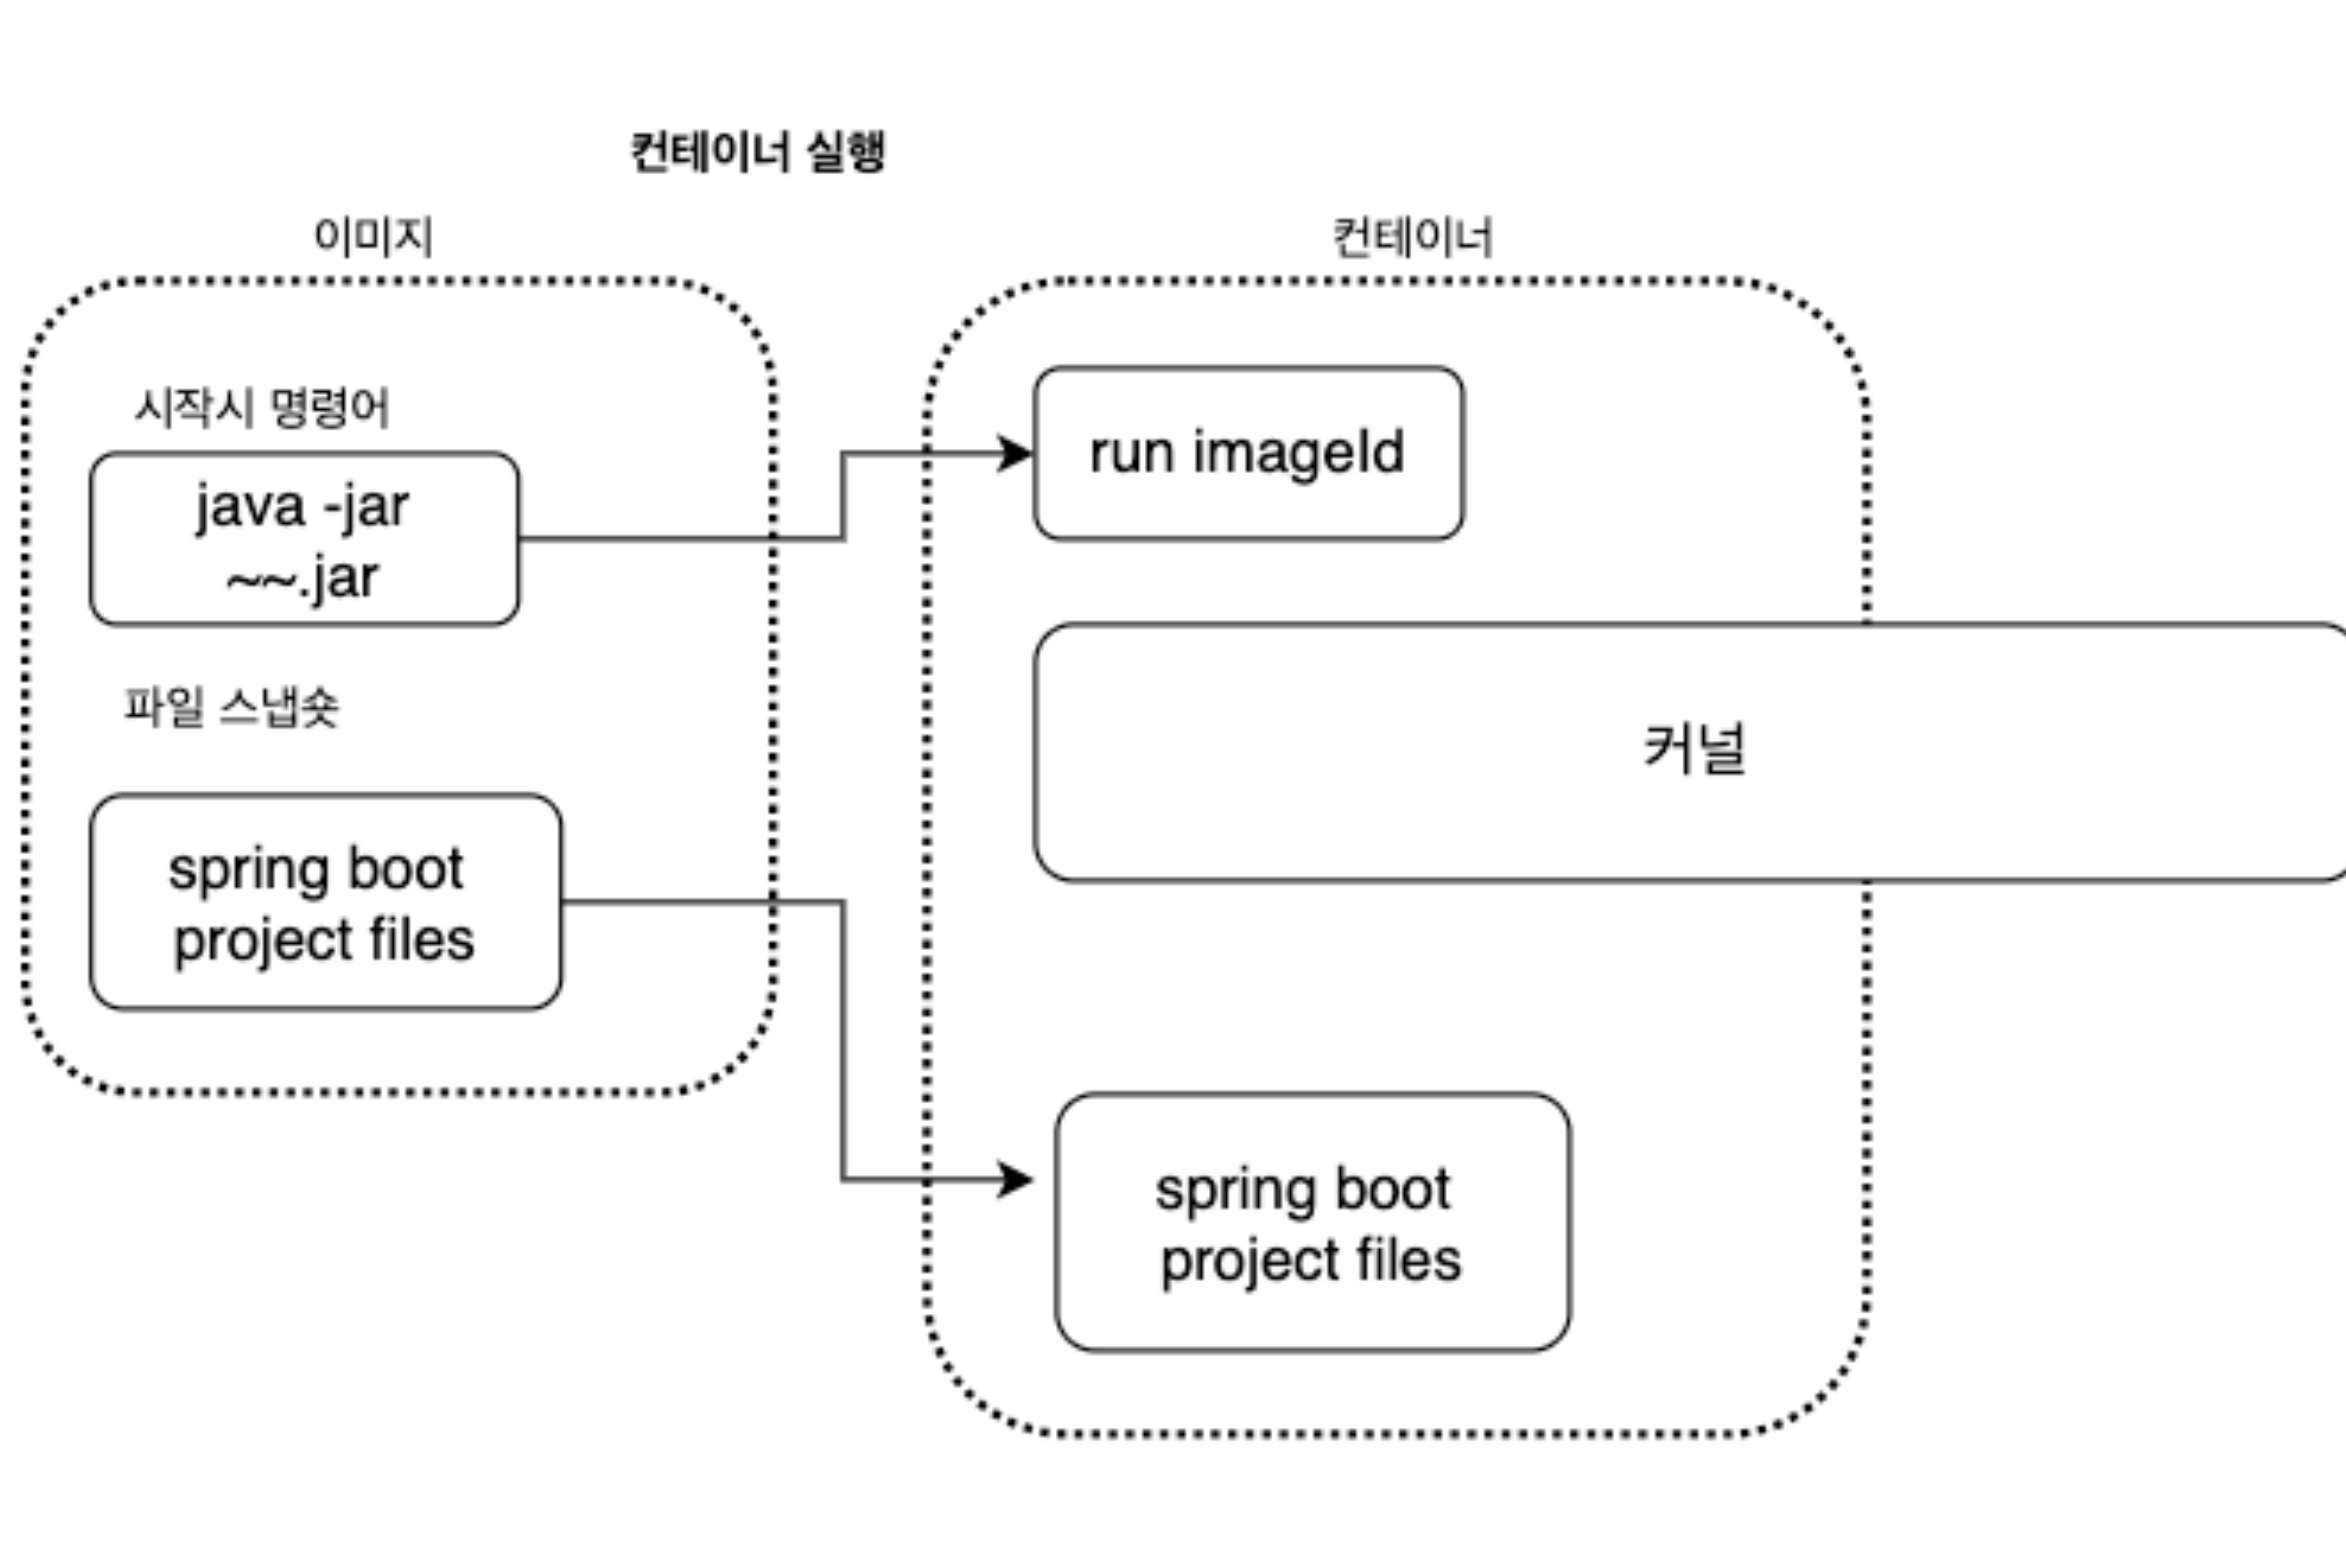 컨테이너 실행
이미지
컨테이너
시작시 명령어
java -jar
~~.jar
run imageId
파일 스냅숏
커널
spring boot
project files
spring boot
project files